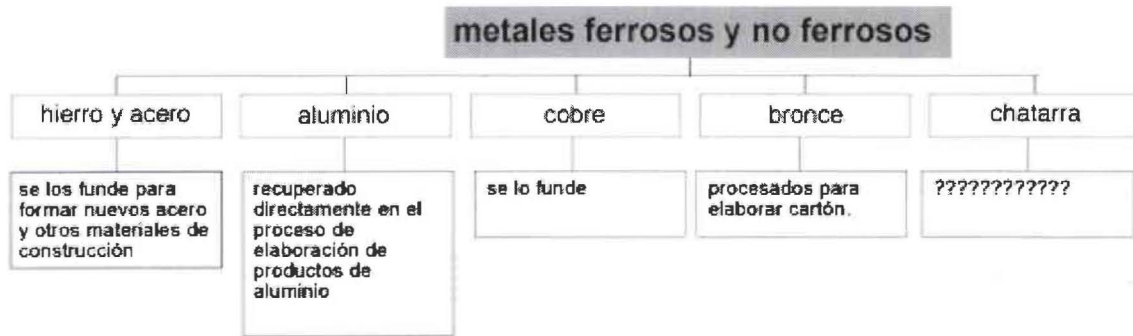 metales ferrosos y no ferrosos
hierro y acero
aluminio
cobre
bronce
chatarra
se los funde para
formar nuevos acero
y otros materiales de
construcción
recuperado
directamente en el
proceso de
elaboración de
productos de
aluminio
se lo funde
procesados para
elaborar cartón.
????????????